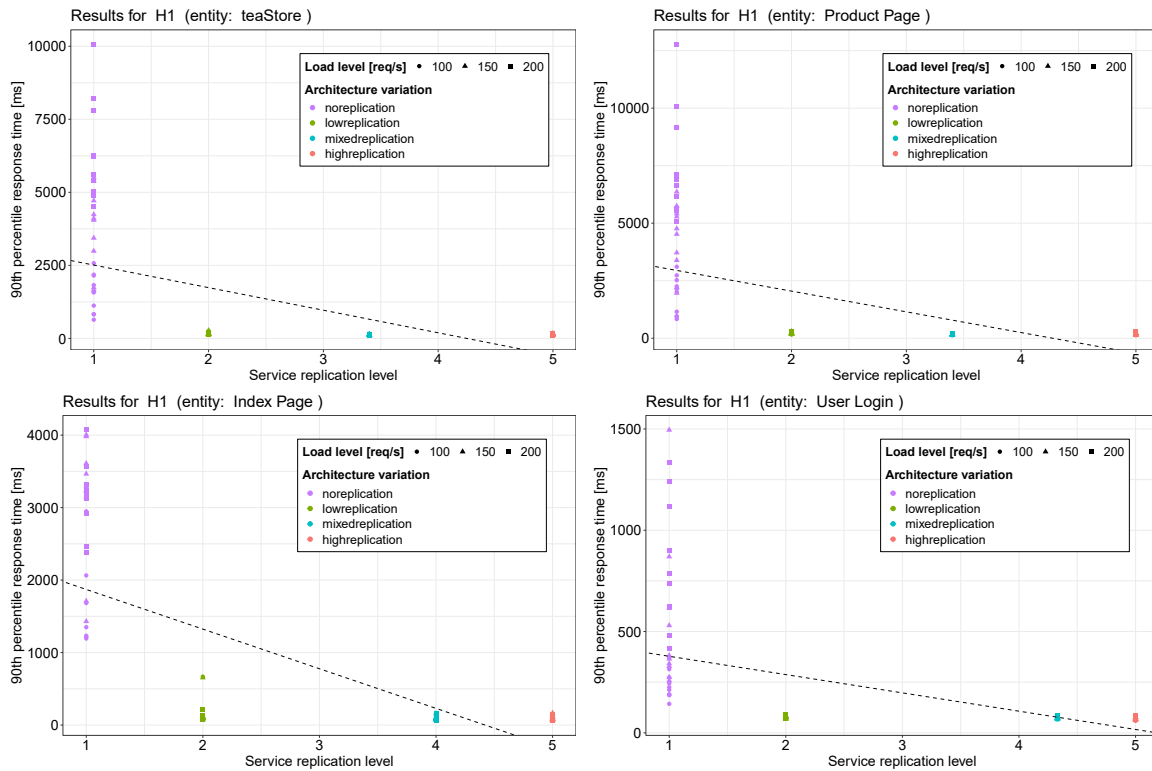 Results for H1 (entity: teaStore )
90th percentile response time [ms]
10000
7500
5000
2500
0
Load level [req/s] 100 150 200
Architecture variation
noreplication
lowreplication
mixedreplication
highreplication
1 2 3 4 5
Service replication level
Results for H1 (entity: Product Page )
90th percentile response time [ms]
10000
5000
0
Load level [req/s] 100 150 200
Architecture variation
noreplication
lowreplication
mixedreplication
highreplication
1 2 3 4 5
Service replication level
Results for H1 (entity: Index Page )
90th percentile response time [ms]
4000
3000
2000
1000
0
Load level [req/s] 100 150 200
Architecture variation
noreplication
lowreplication
mixedreplication
highreplication
1 2 3 4 5
Service replication level
Results for H1 (entity: User Login )
90th percentile response time [ms]
1500
1000
500
0
Load level [req/s] 100 150 200
Architecture variation
noreplication
lowreplication
mixedreplication
highreplication
1 2 3 4 5
Service replication level